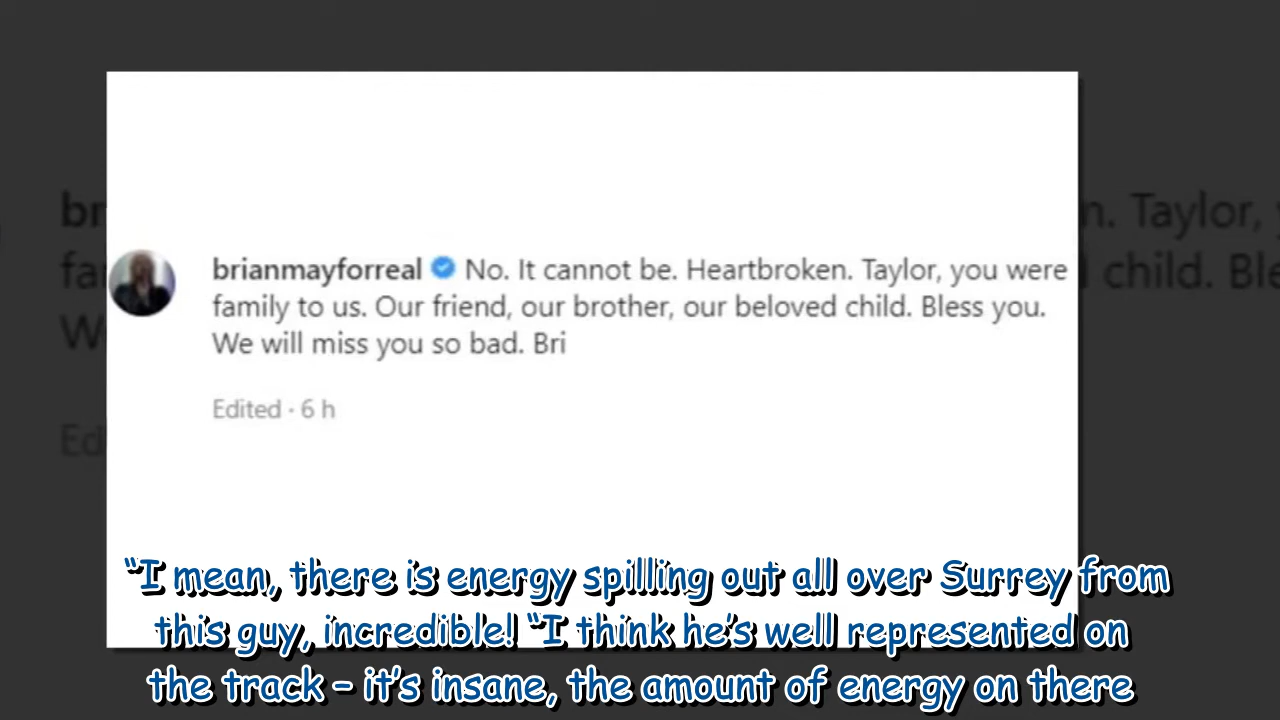 brianmayforreal No. It cannot be. Heartbroken. Taylor, you were
family to us. Our friend, our brother, our beloved child. Bless you.
We will miss you so bad. Bri
Edited · 6 h
“I mean, there is energy spilling out all over Surrey from
this guy, incredible! “I think he’s well represented on
the track – it’s insane, the amount of energy on there